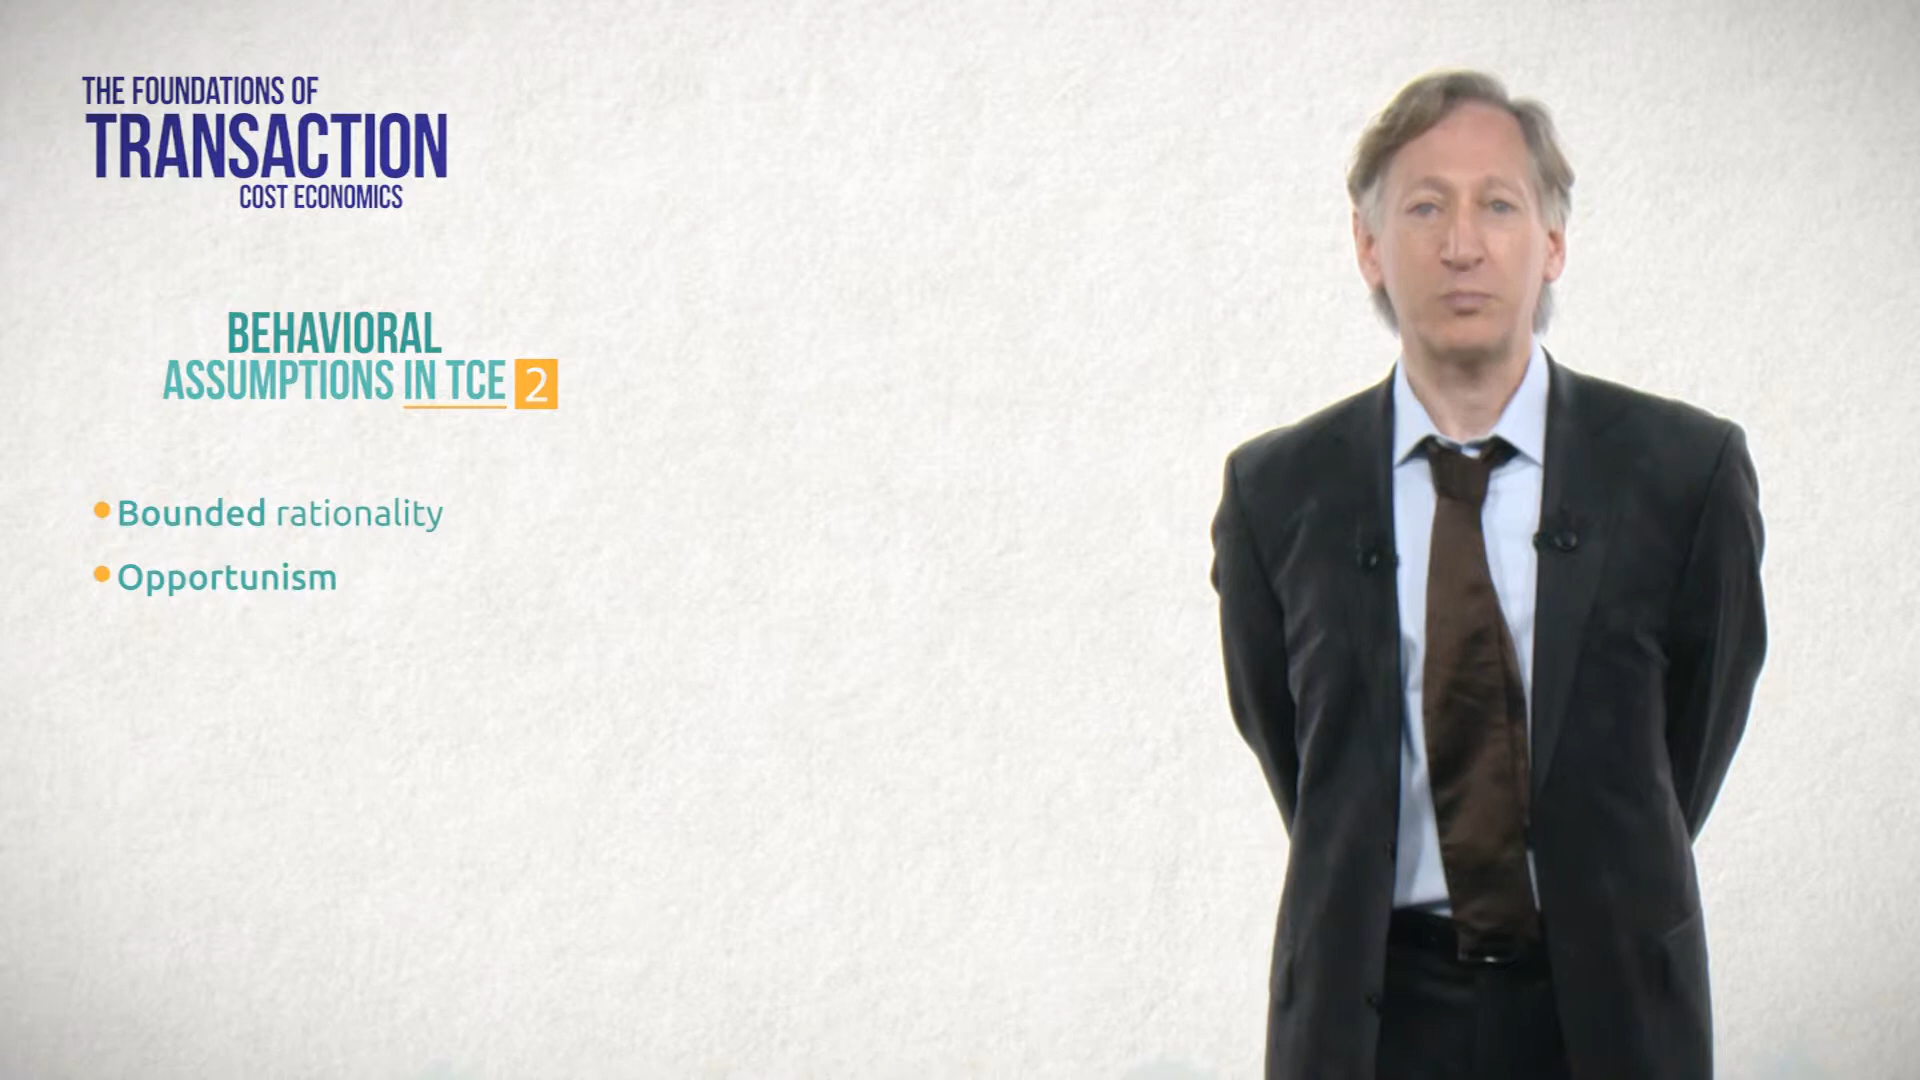 THE FOUNDATIONS OF
TRANSACTION
COST ECONOMICS
BEHAVIORAL
ASSUMPTIONS IN TCE 2
Bounded rationality
Opportunism